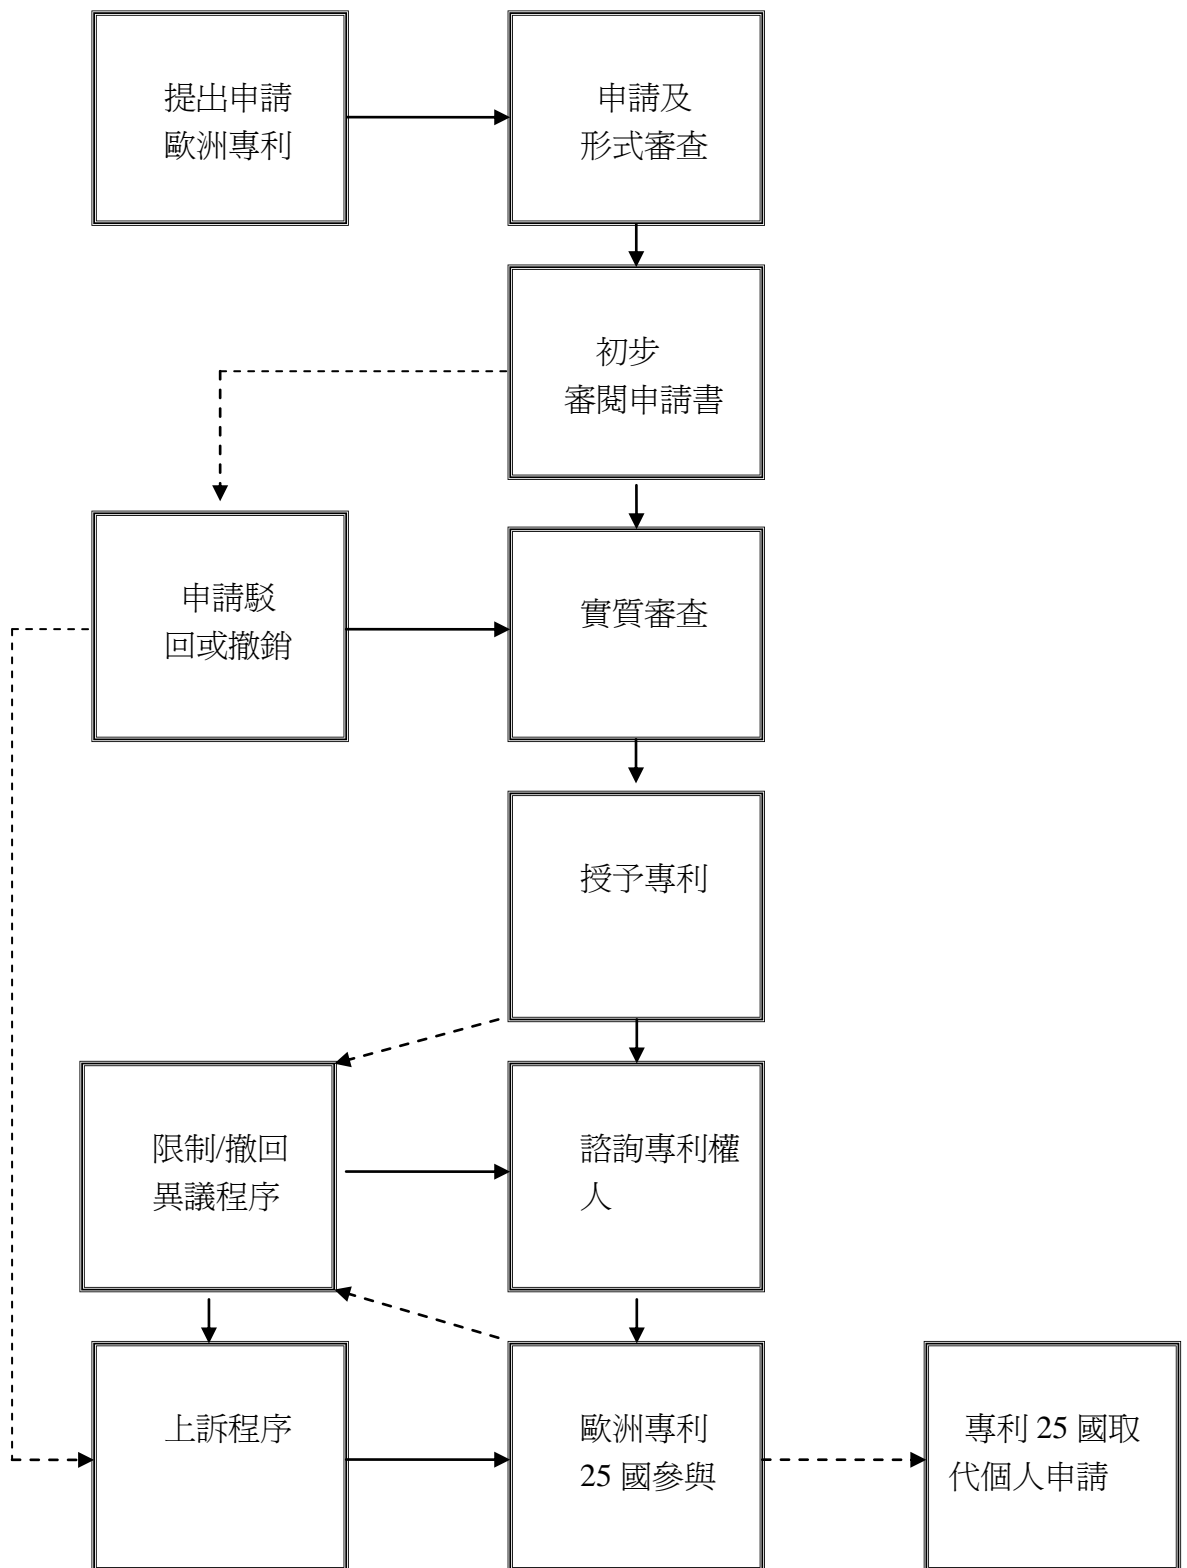 提出申請
歐洲專利
申請及
形式審查
初步
審閱申請書
申請駁
回或撤銷
實質審查
授予專利
限制/撤回
異議程序
諮詢專利權
人
上訴程序
歐洲專利
25 國參與
專利 25 國取
代個人申請